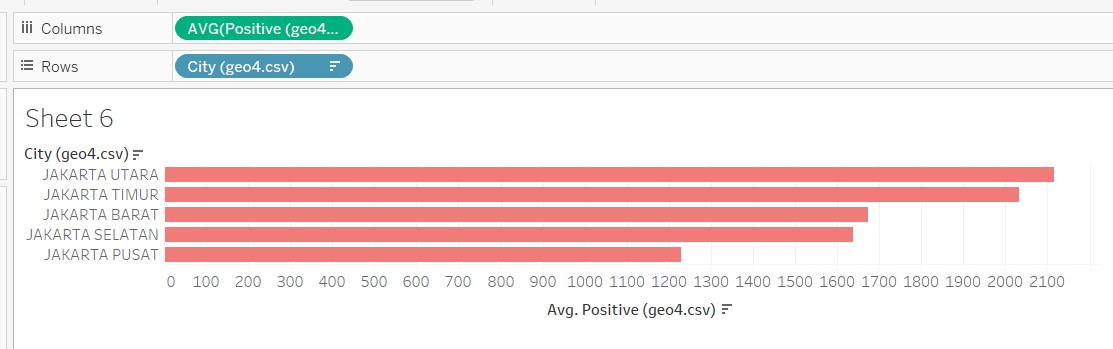 Columns AVG(Positive (geo4...
Rows City (geo4.csv)
Sheet 6
City (geo4.csv)
JAKARTA UTARA
JAKARTA TIMUR
JAKARTA BARAT
JAKARTA SELATAN
JAKARTA PUSAT
0 100 200 300 400 500 600 700 800 900 1000 1100 1200 1300 1400 1500 1600 1700 1800 1900 2000 2100
Avg. Positive (geo4.csv)